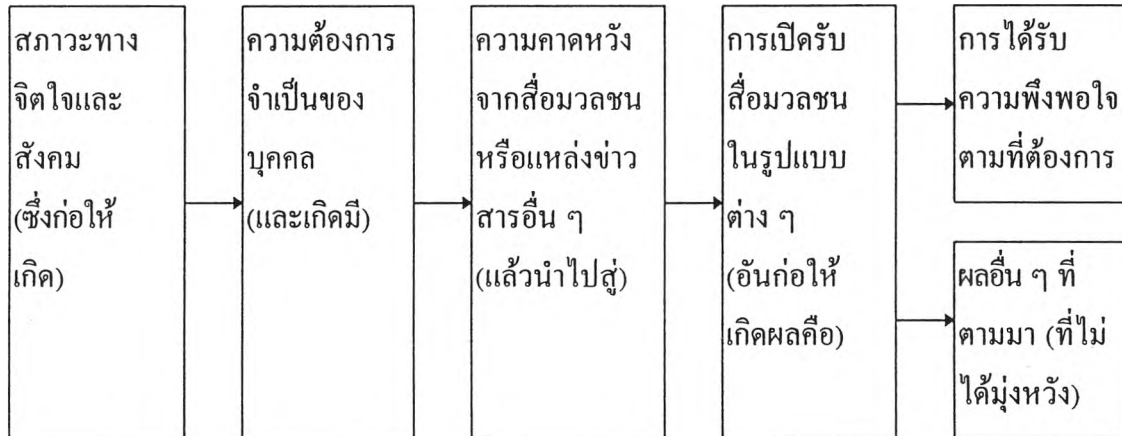 สภาวะทาง
จิตใจและ
สังคม
(ซึ่งก่อให้
เกิด)
ความต้องการ
จำเป็นของ
บุคคล
(และเกิดมี)
ความคาดหวัง
จากสื่อมวลชน
หรือแหล่งข่าว
สารอื่น ๆ
(แล้วนำไปสู่)
การเปิดรับ
สื่อมวลชน
ในรูปแบบ
ต่าง ๆ
(อันก่อให้
เกิดผลคือ)
การได้รับ
ความพึงพอใจ
ตามที่ต้องการ
ผลอื่น ๆ ที่
ตามมา (ที่ไม่
ได้มุ่งหวัง)